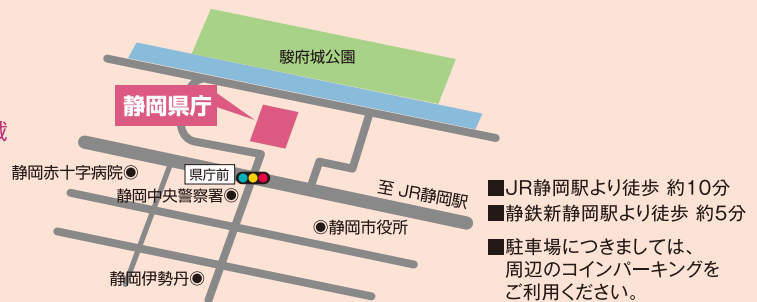 駿府城公園
静岡県庁
静岡赤十字病院
県庁前
静岡中央警察署
至 JR静岡駅
静岡市役所
静岡伊勢丹
■JR静岡駅より徒歩 約10分
■静鉄新静岡駅より徒歩 約5分
■駐車場につきましては、
周辺のコインパーキングを
ご利用ください。